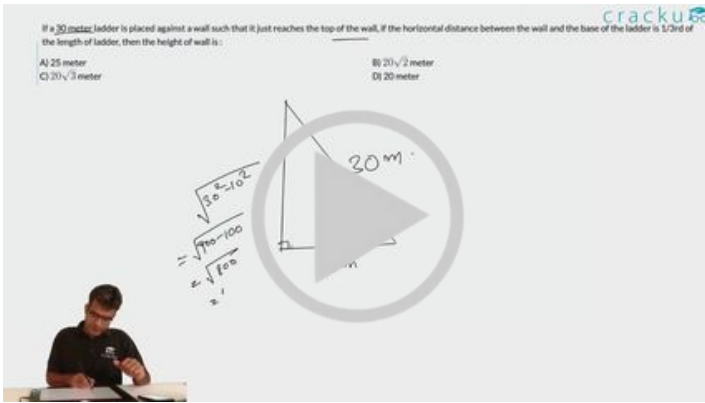 cracku
If a 30 meter ladder is placed against a wall such that it just reaches the top of the wall, if the horizontal distance between the wall and the base of the ladder is 1/3rd of
the length of ladder, then the height of wall is :
A) 25 meter
B) 20√2 meter
C) 20√3 meter
D) 20 meter
30 m
√30²-10²
= √900-100
= √800
=